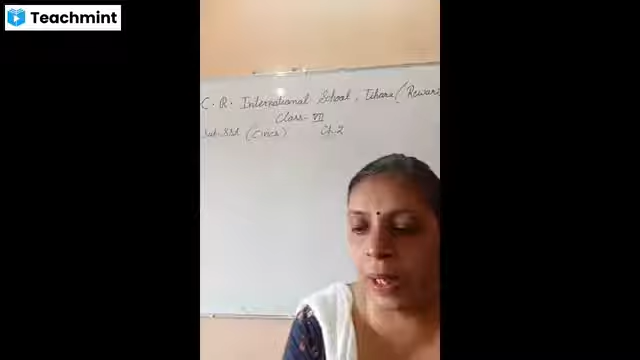 Teachmint
C.R. International School, Tihara (Rewari
Class- VII
Sub-SSt (Civics) Ch.2